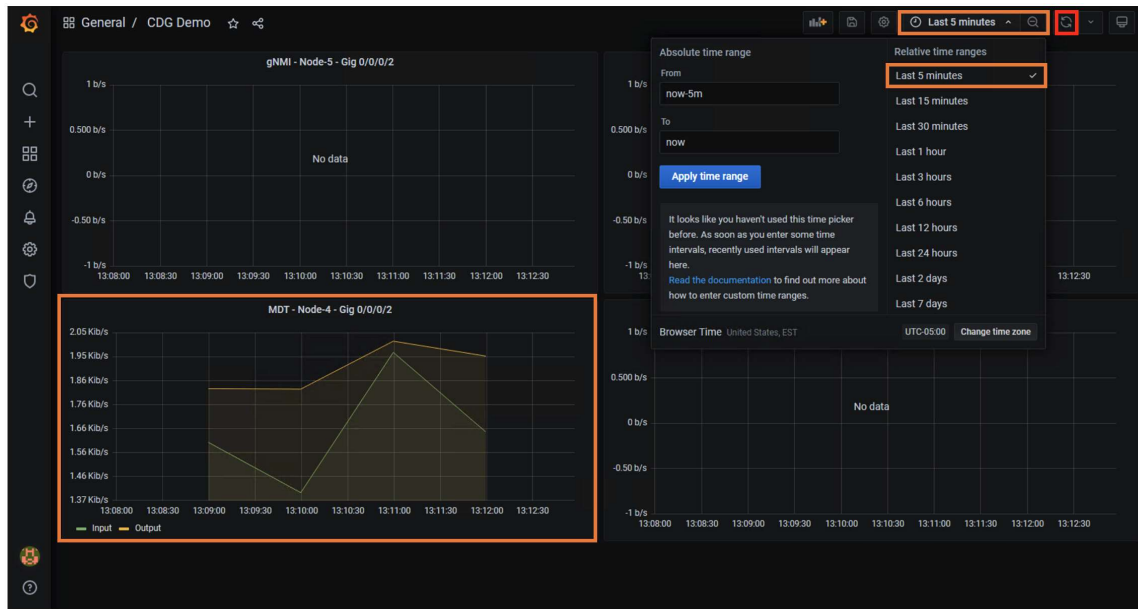 General / CDG Demo
Last 5 minutes
gNMI - Node-5 - Gig 0/0/0/2
1 b/s
0.500 b/s
0 b/s
-0.50 b/s
-1 b/s
No data
13:08:00 13:08:30 13:09:00 13:09:30 13:10:00 13:10:30 13:11:00 13:11:30 13:12:00 13:12:30
1 b/s
0.500 b/s
0 b/s
-0.50 b/s
-1 b/s
13:
13:12:30
Absolute time range
From
now-5m
To
now
Apply time range
It looks like you haven't used this time picker
before. As soon as you enter some time
intervals, recently used intervals will appear
here.
Read the documentation to find out more about
how to enter custom time ranges.
Relative time ranges
Last 5 minutes
Last 15 minutes
Last 30 minutes
Last 1 hour
Last 3 hours
Last 6 hours
Last 12 hours
Last 24 hours
Last 2 days
Last 7 days
Browser Time United States, EST
UTC-05:00 Change time zone
MDT - Node-4 - Gig 0/0/0/2
2.05 Kib/s
1.95 Kib/s
1.86 Kib/s
1.76 Kib/s
1.66 Kib/s
1.56 Kib/s
1.46 Kib/s
1.37 Kib/s
13:08:00 13:08:30 13:09:00 13:09:30 13:10:00 13:10:30 13:11:00 13:11:30 13:12:00 13:12:30
Input Output
1 b/s
0.500 b/s
0 b/s
-0.50 b/s
-1 b/s
No data
13:08:00 13:08:30 13:09:00 13:09:30 13:10:00 13:10:30 13:11:00 13:11:30 13:12:00 13:12:30